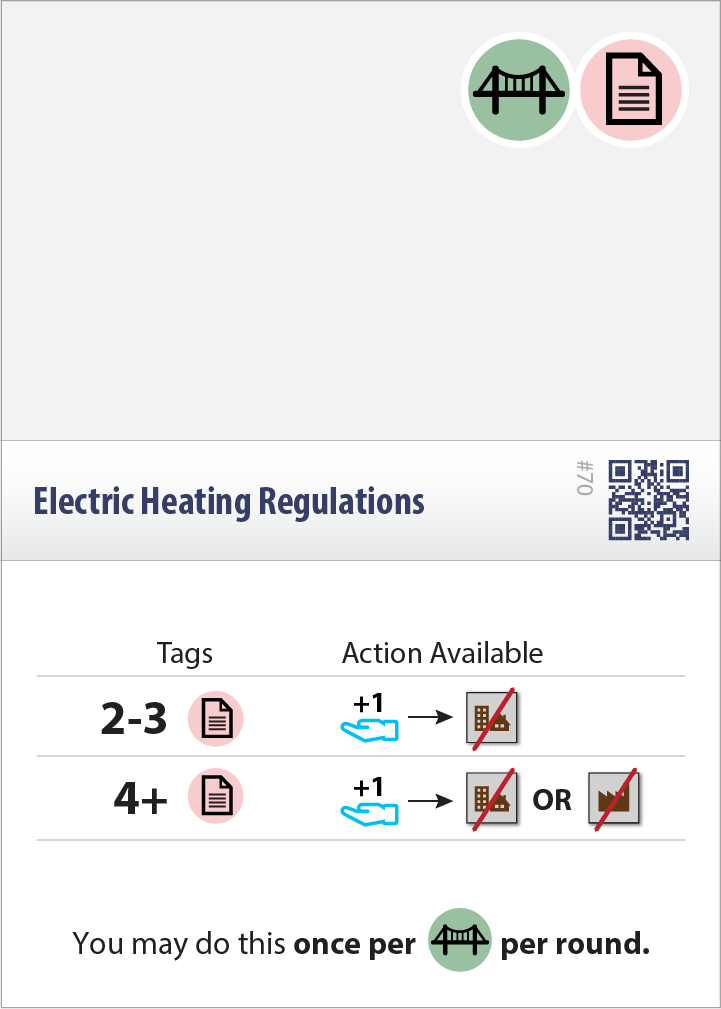 #70
Electric Heating Regulations
Tags Action Available
2-3 +1
4+ +1 OR
You may do this once per per round.